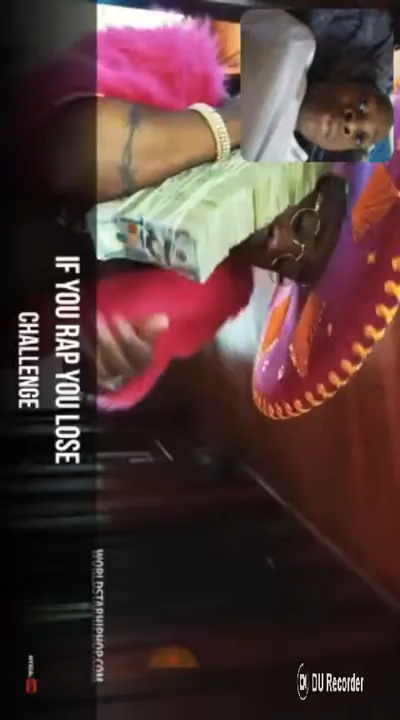 IF YOU RAP YOU LOSE
CHALLENGE
WORLDSTARHIPHOP.COM
DU Recorder